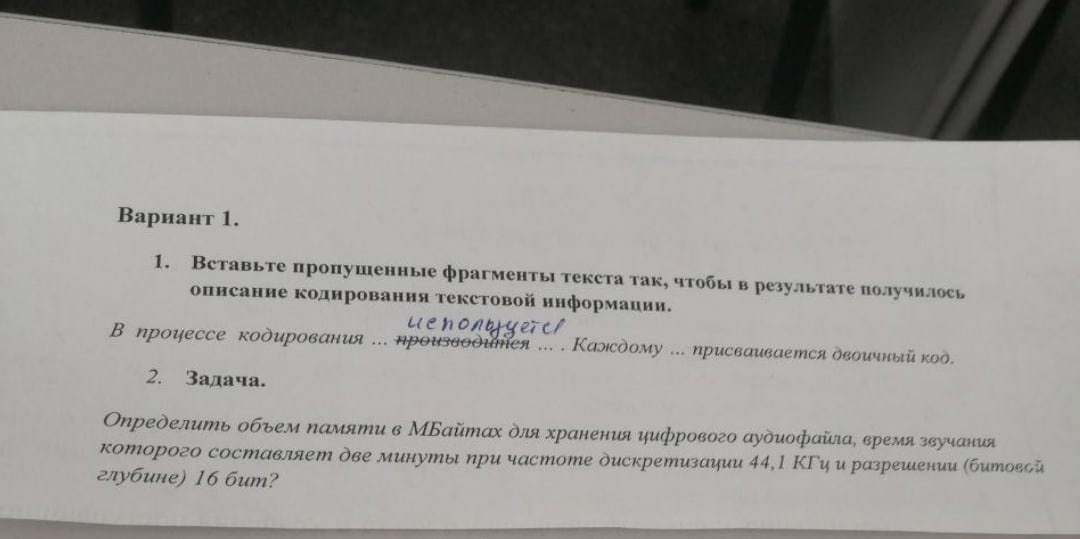 Вариант 1.
1. Вставьте пропущенные фрагменты текста так, чтобы в результате получилось
описание кодирования текстовой информации.
используется
В процессе кодирования ... производится ... . Каждому ... присваивается двоичный код.
2. Задача.
Определить объем памяти в МБайтах для хранения цифрового аудиофайла, время звучания
которого составляет две минуты при частоте дискретизации 44,1 КГц и разрешении (битовой
глубине) 16 бит?